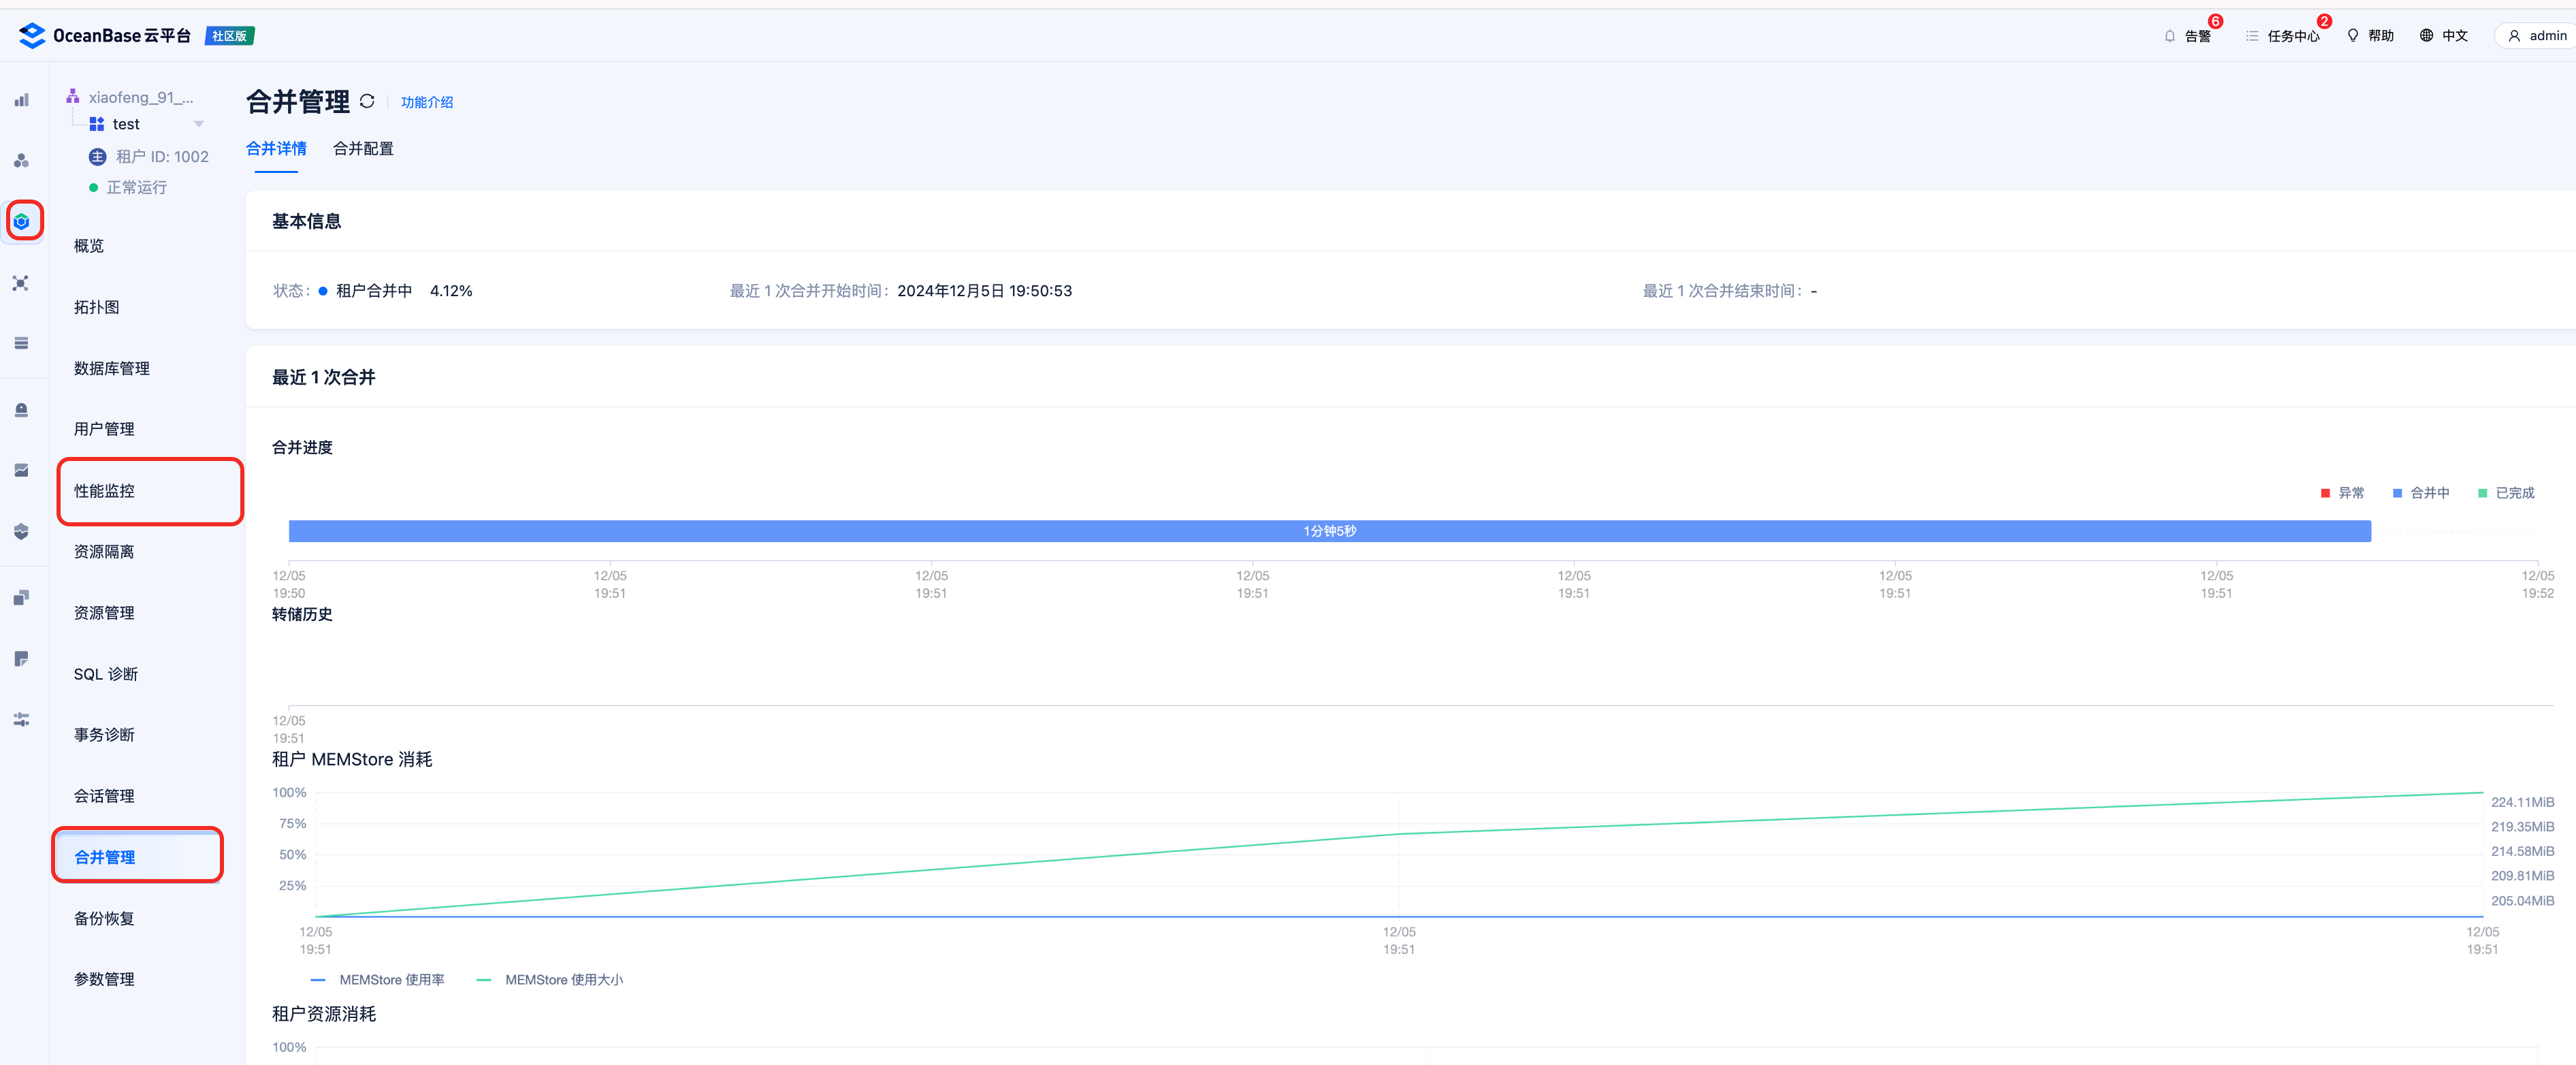 OceanBase 云平台 社区版
告警 6 任务中心 2 帮助 中文 admin
xiaofeng_91_...
test
主 租户 ID: 1002
正常运行
概览
拓扑图
数据库管理
用户管理
性能监控
资源隔离
资源管理
SQL 诊断
事务诊断
会话管理
合并管理
备份恢复
参数管理
合并管理 功能介绍
合并详情 合并配置
基本信息
状态: 租户合并中 4.12% 最近 1 次合并开始时间: 2024年12月5日 19:50:53 最近 1 次合并结束时间: -
最近 1 次合并
合并进度
异常 合并中 已完成
1分钟5秒
12/05 12/05 12/05 12/05 12/05 12/05 12/05 12/05
19:50 19:51 19:51 19:51 19:51 19:51 19:51 19:52
转储历史
12/05
19:51
租户 MEMStore 消耗
100%
75%
50%
25%
224.11MiB
219.35MiB
214.58MiB
209.81MiB
205.04MiB
12/05 12/05 12/05
19:51 19:51 19:51
MEMStore 使用率 MEMStore 使用大小
租户资源消耗
100%